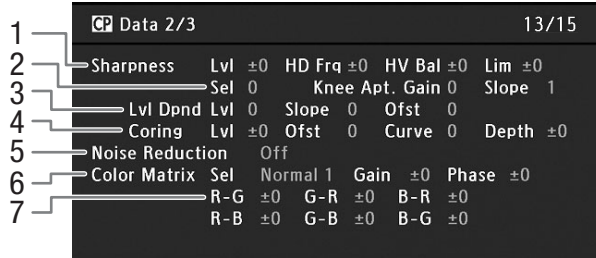 CP Data 2/3 13/15
1 Sharpness Lvl ±0 HD Frq ±0 HV Bal ±0 Lim ±0
2 Sel 0 Knee Apt. Gain 0 Slope 1
3 Lvl Dpnd Lvl 0 Slope 0 Ofst 0
4 Coring Lvl ±0 Ofst 0 Curve 0 Depth ±0
5 Noise Reduction Off
6 Color Matrix Sel Normal 1 Gain ±0 Phase ±0
7 R-G ±0 G-R ±0 B-R ±0
R-B ±0 G-B ±0 B-G ±0